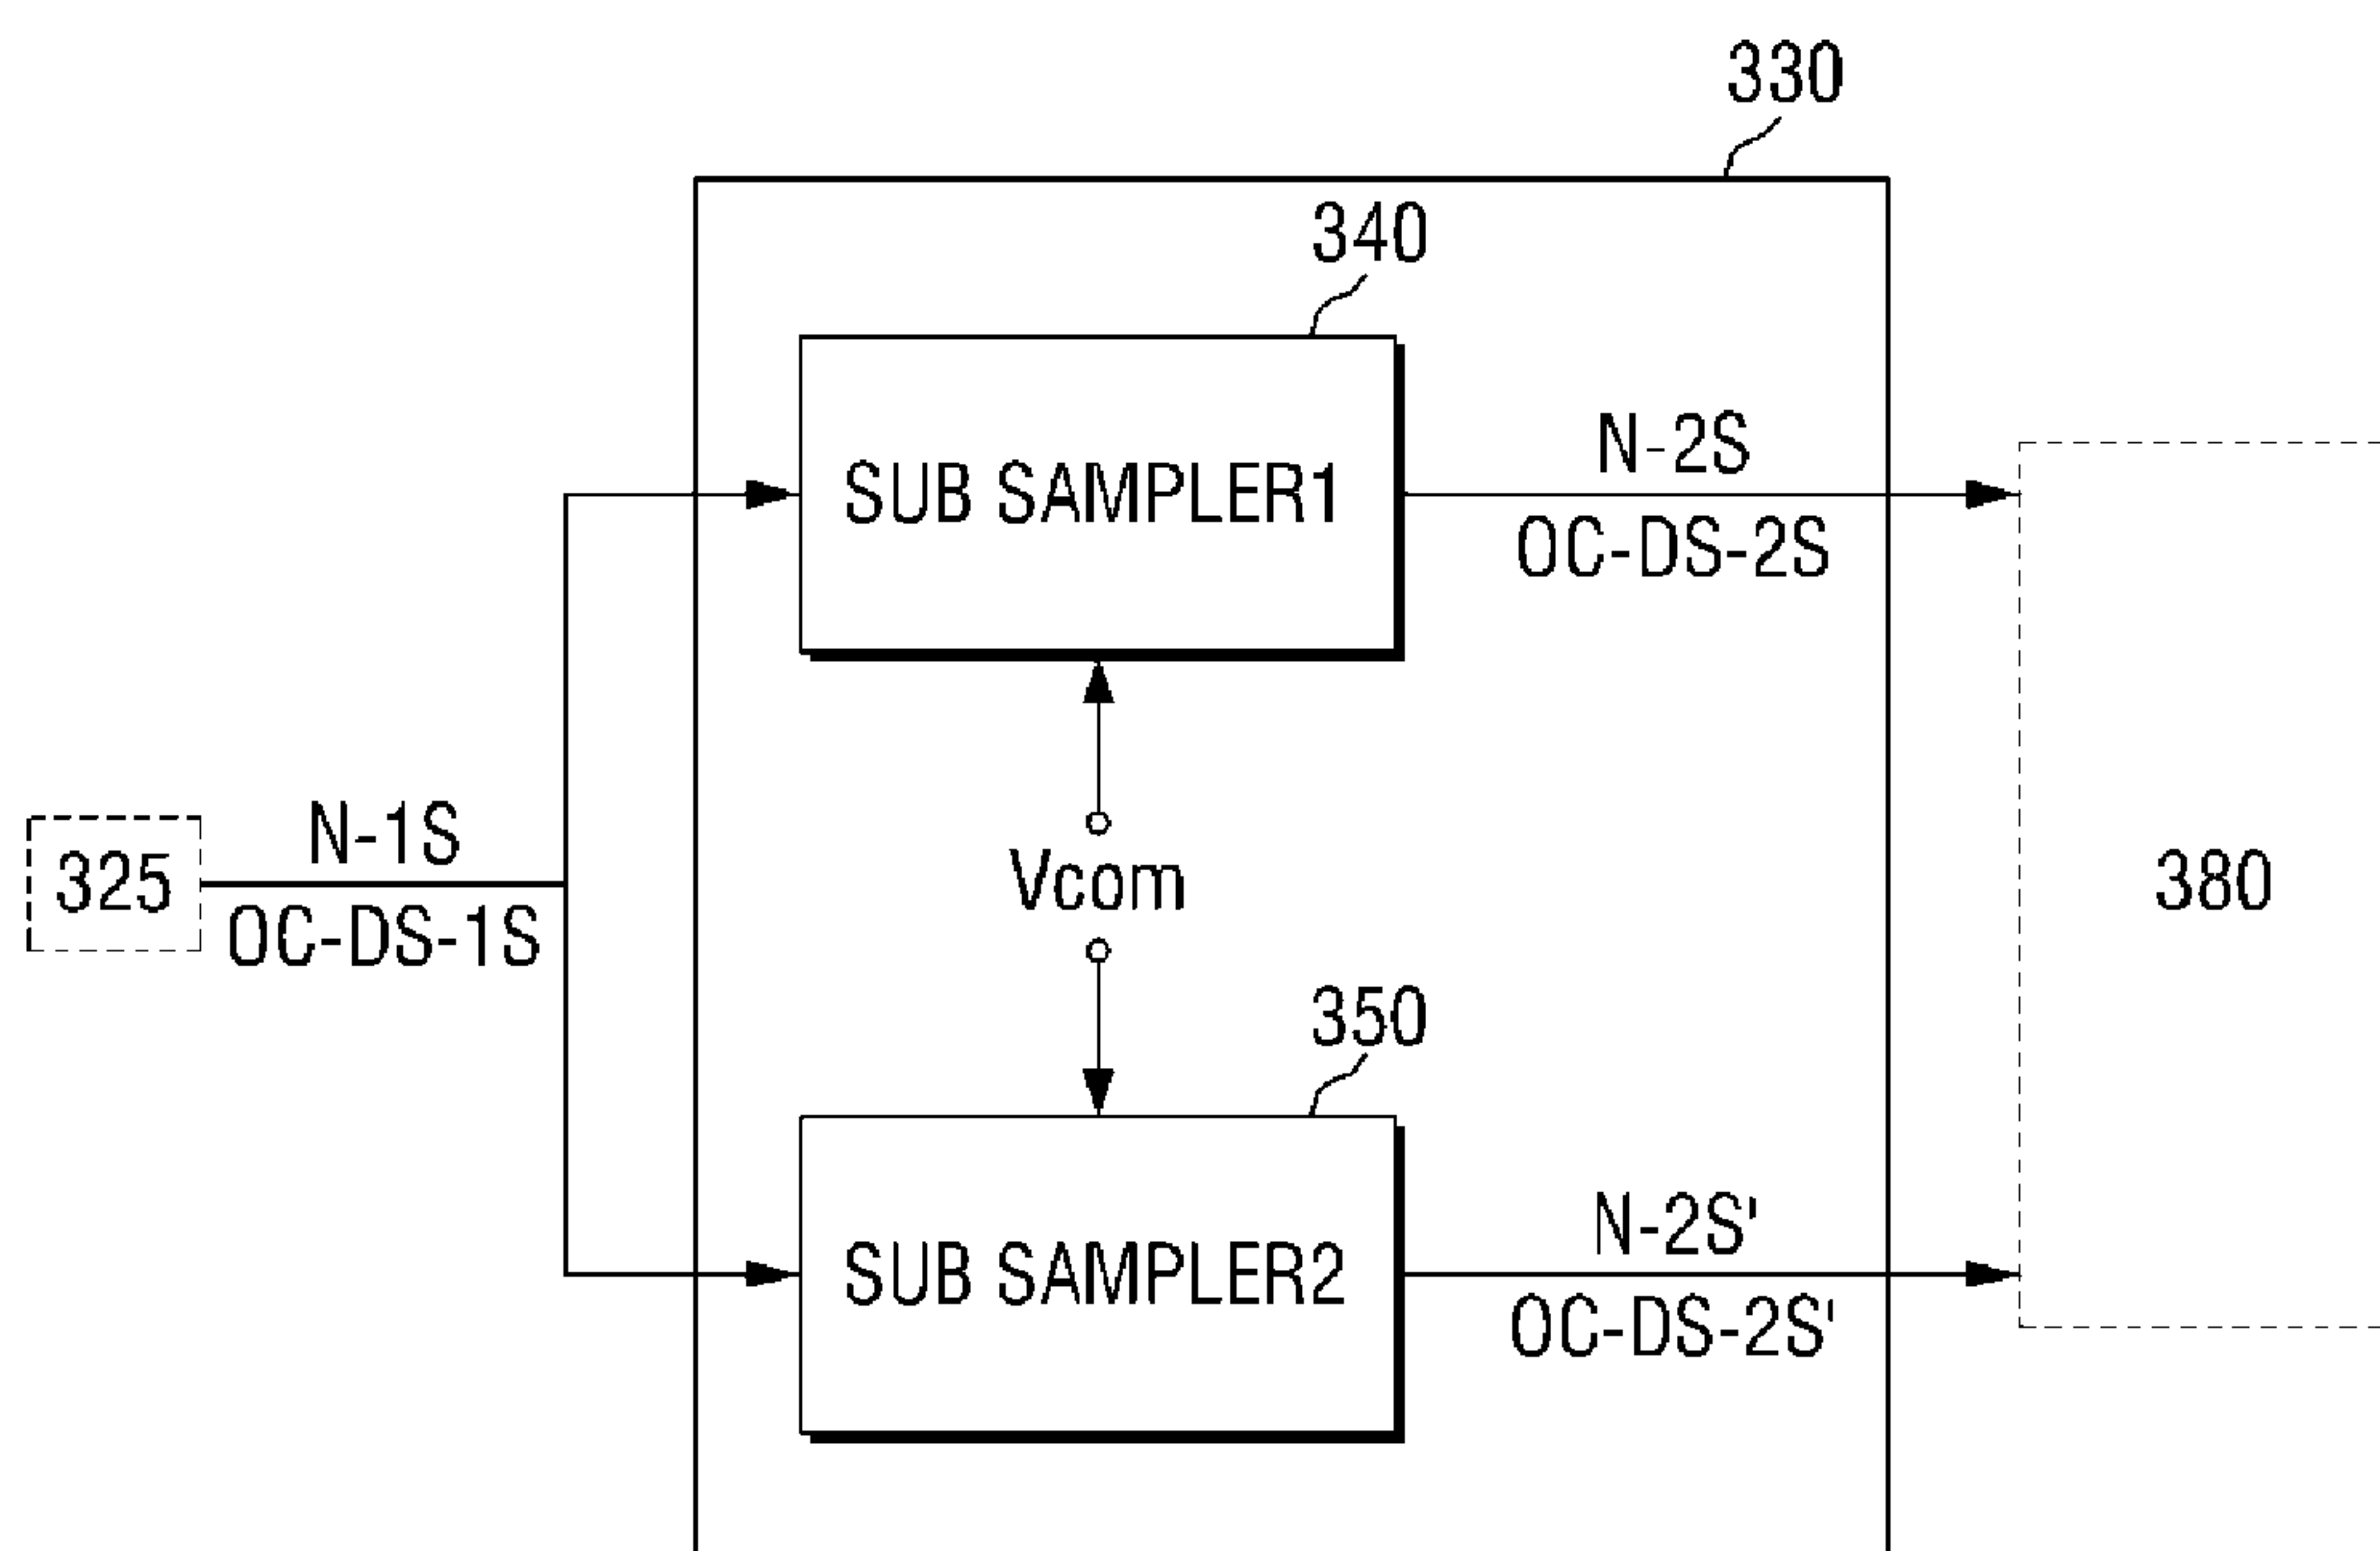 330
340
SUB SAMPLER1
N-2S
OC-DS-2S
325
N-1S
OC-DS-1S
Vcom
380
350
SUB SAMPLER2
N-2S'
OC-DS-2S'